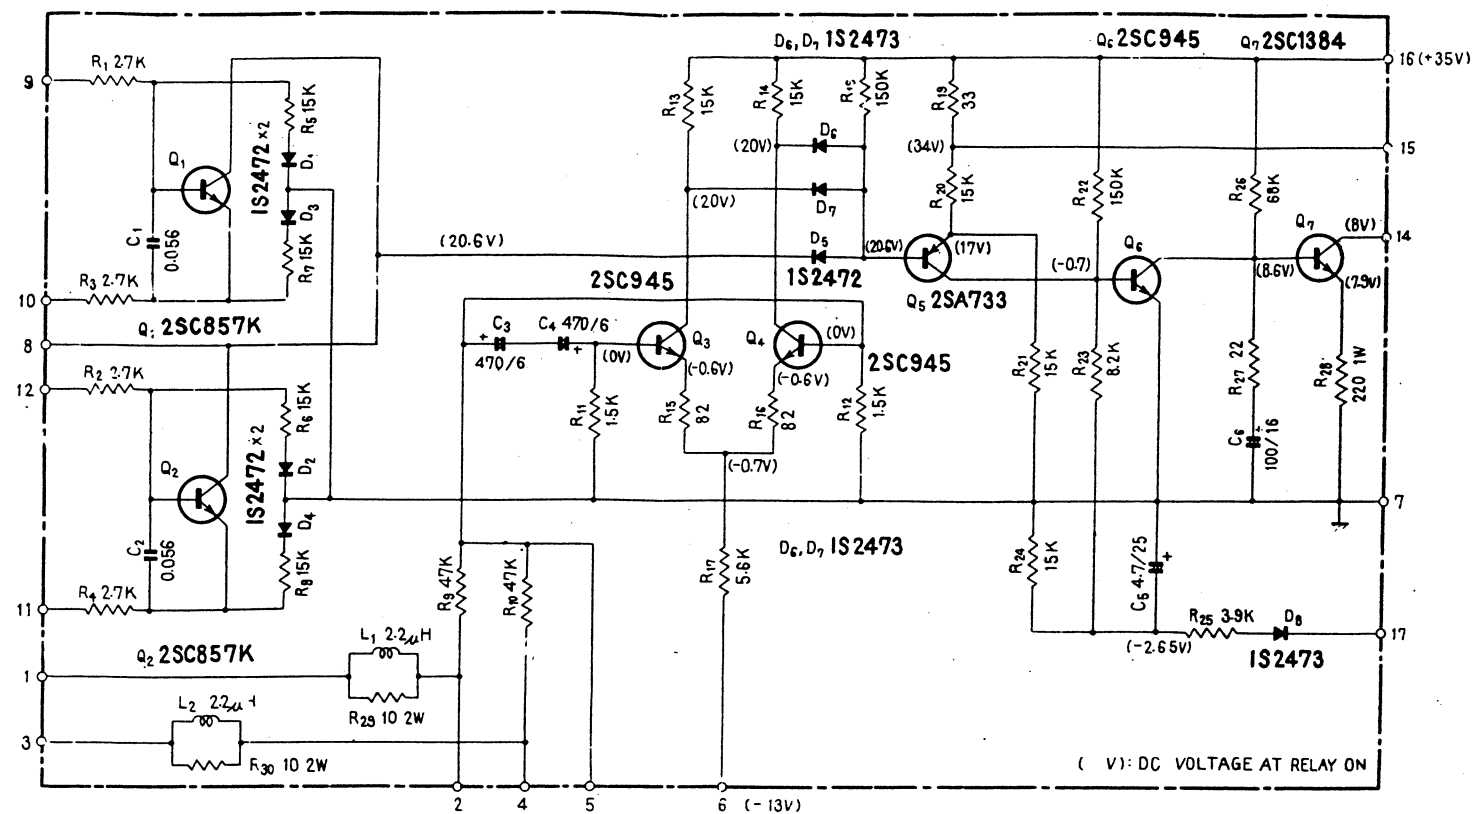 D6, D7 1S2473
Q6 2SC945
Q7 2SC1384
16 (+35V)
9
R1 2.7K
R5 15K
D1
1S2472 ×2
Q1
D3
C1 0.056
R7 15K
R3 2.7K
10
Q1 2SC857K
8
R13 15K
R14 15K
150K
R19 33
D6
(20V)
(34V)
15
D7
(20V)
R20 15K
R22 150K
R26 68K
Q7
(8V)
14
(20.6V)
D5
(20.6V)
(17V)
Q6
(-0.7)
(8.6V)
(7.9V)
2SC945
1S2472
Q5 2SA733
12
R2 2.7K
R6 15K
1S2472 ×2
D2
Q2
D4
C2 0.056
R8 15K
R4 2.7K
11
Q2 2SC857K
+
C3
470/6
C4 470/6
+
(0V)
Q3
Q4
(0V)
2SC945
(-0.6V)
(-0.6V)
R11 1.5K
R15 82
R16 82
R12 1.5K
(-0.7V)
R21 15K
R23 8.2K
R27 22
R28 220 1W
C6 100/16
+
7
D6, D7 1S2473
R17 5.6K
R24 15K
C5 4.7/25
+
R25 3.9K
D8
17
(-2.65V)
1S2473
R9 47K
R10 47K
L1 2.2μH
1
R29 10 2W
L2 2.2μH
3
R30 10 2W
( V): DC VOLTAGE AT RELAY ON
2
4
5
6 (-13V)